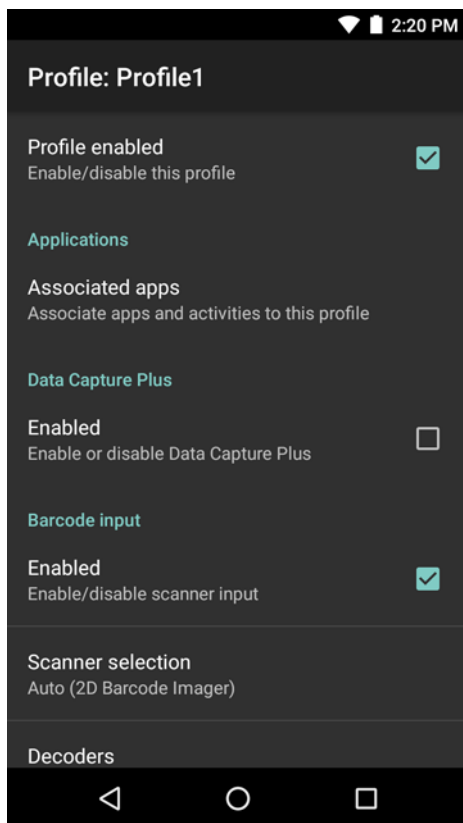 2:20 PM
Profile: Profile1
Profile enabled
Enable/disable this profile
Applications
Associated apps
Associate apps and activities to this profile
Data Capture Plus
Enabled
Enable or disable Data Capture Plus
Barcode input
Enabled
Enable/disable scanner input
Scanner selection
Auto (2D Barcode Imager)
Decoders